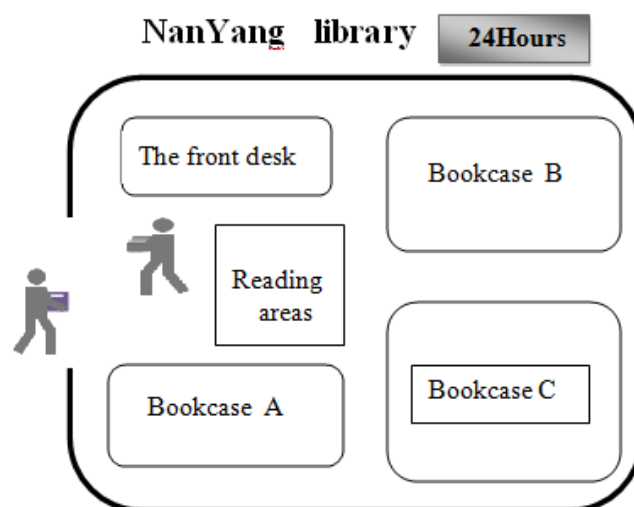 NanYang library
24Hours
The front desk
Bookcase B
Reading
areas
Bookcase A
Bookcase C